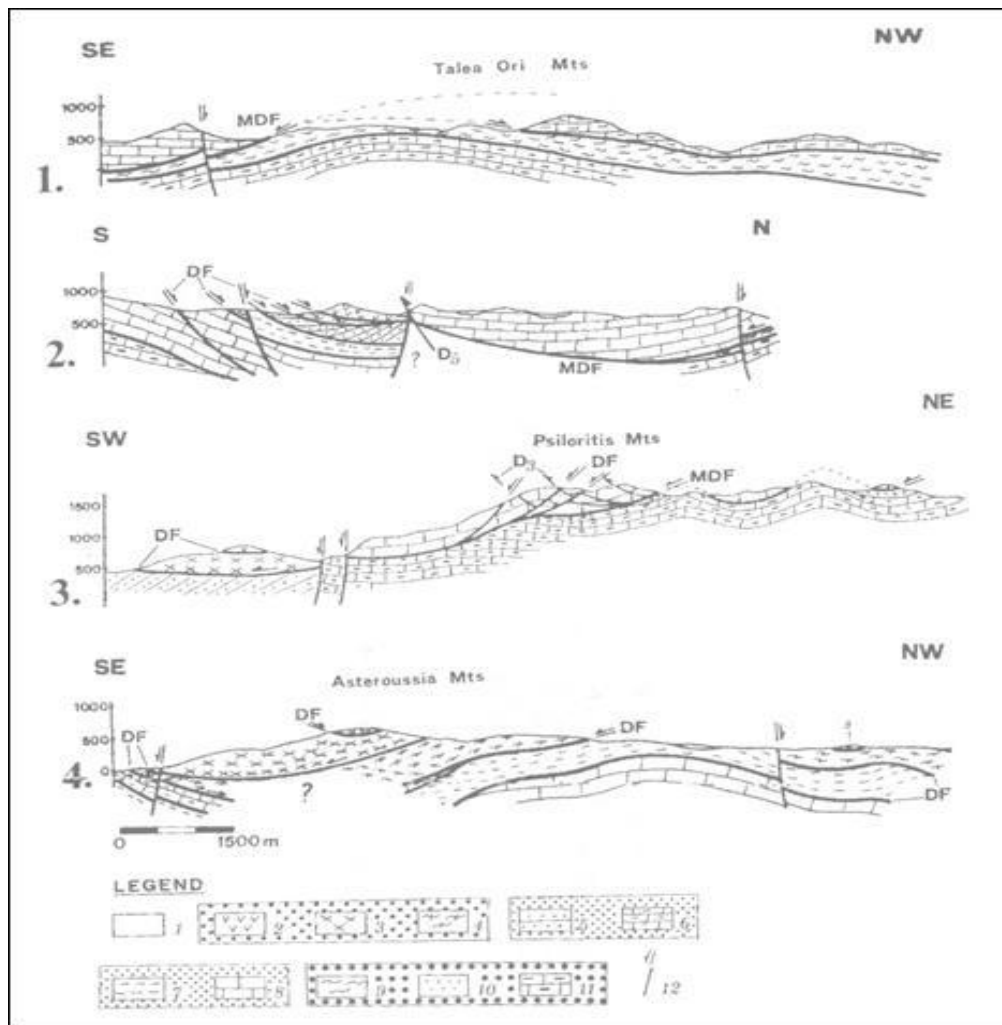 SE NW
Talea Ori Mts
1000
500
MDF
1.
S N
DF
1000
500
2.
?
D5
MDF
NE
SW
Psiloritis Mts
D3 DF
MDF
1500
1000
DF
500
3.
0
SE NW
Asteroussia Mts
1000
DF
DF
500
DF
4.
0
?
DF
0 1500 m
LEGEND
1 2 3 4 5 6
7 8 9 10 11 12